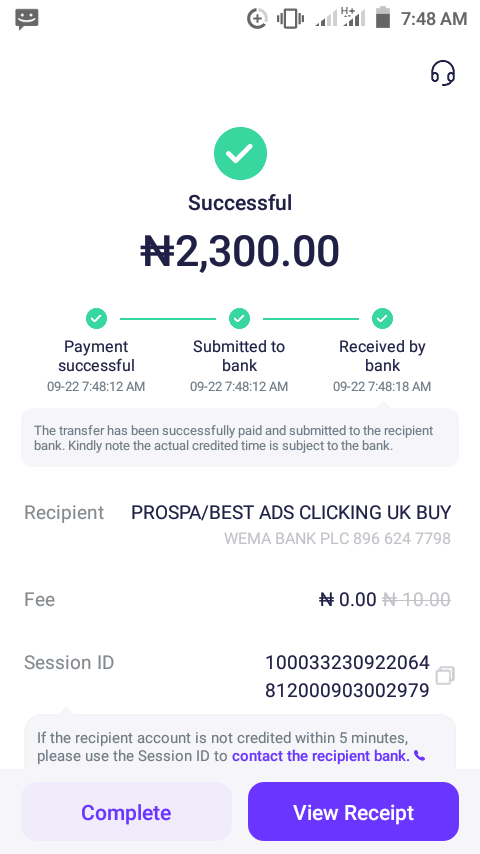 H+
7:48 AM
Successful
₦2,300.00
Payment successful
Submitted to bank
Received by bank
09-22 7:48:12 AM
09-22 7:48:12 AM
09-22 7:48:18 AM
The transfer has been successfully paid and submitted to the recipient
bank. Kindly note the actual credited time is subject to the bank.
Recipient PROSPA/BEST ADS CLICKING UK BUY
WEMA BANK PLC 896 624 7798
Fee ₦ 0.00 ₦ 10.00
Session ID 100033230922064
812000903002979
If the recipient account is not credited within 5 minutes,
please use the Session ID to contact the recipient bank.
Complete
View Receipt